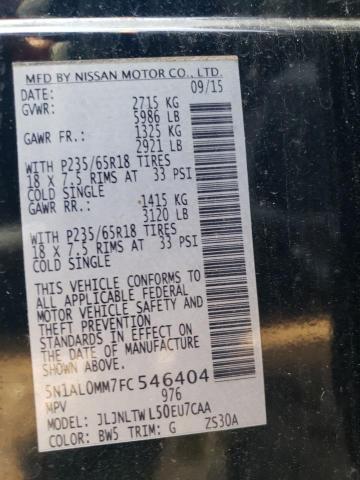 MFD BY NISSAN MOTOR CO., LTD.
DATE: 09/15
GVWR: 2715 KG
5986 LB
GAWR FR.: 1325 KG
2921 LB
WITH P235/65R18 TIRES
18 X 7.5 RIMS AT 33 PSI
COLD SINGLE
GAWR RR.: 1415 KG
3120 LB
WITH P235/65R18 TIRES
18 X 7.5 RIMS AT 33 PSI
COLD SINGLE
THIS VEHICLE CONFORMS TO
ALL APPLICABLE FEDERAL
MOTOR VEHICLE SAFETY AND
THEFT PREVENTION
STANDARDS IN EFFECT ON
THE DATE OF MANUFACTURE
SHOWN ABOVE.
5N1AL0MM7FC546404
MPV 976
MODEL: JLJNLTWL50EU7CAA
COLOR: BW5 TRIM: G ZS30A